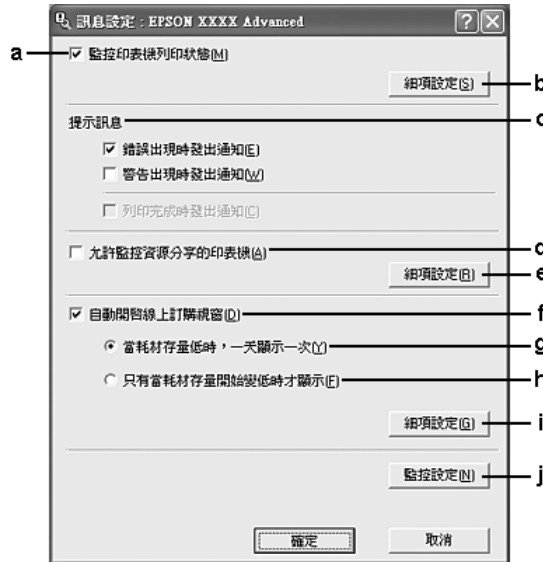 訊息設定：EPSON XXXX Advanced
a 監控印表機列印狀態(M)
細項設定(S) b
提示訊息 c
錯誤出現時發出通知(E)
警告出現時發出通知(W)
列印完成時發出通知(C)
允許監控資源分享的印表機(A) d
細項設定(R) e
自動開啟線上訂購視窗(D) f
當耗材存量低時，一天顯示一次(Y) g
只有當耗材存量開始變低時才顯示(F) h
細項設定(G) i
監控設定(N) j
確定 取消